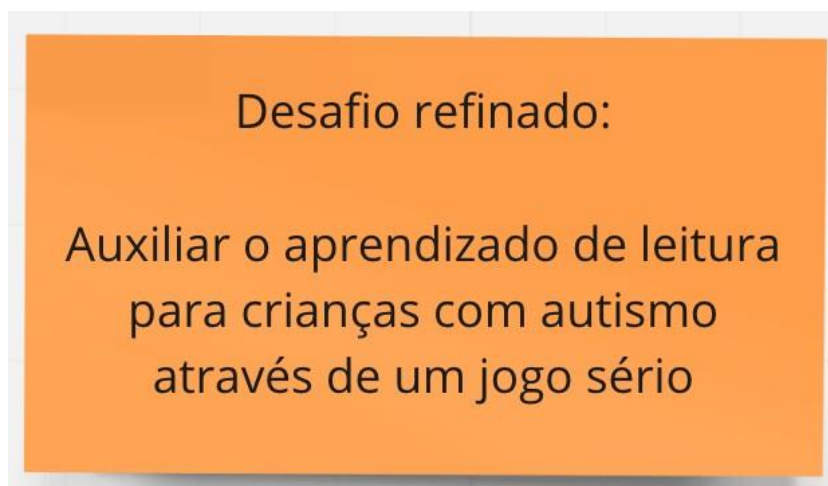 Desafio refinado:
Auxiliar o aprendizado de leitura
para crianças com autismo
através de um jogo sério